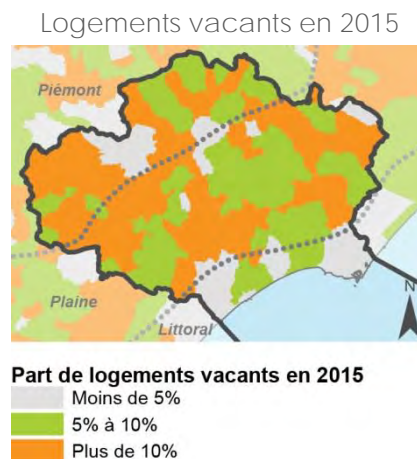 Logements vacants en 2015
Piémont
Plaine
Littoral
N
Part de logements vacants en 2015
Moins de 5%
5% à 10%
Plus de 10%